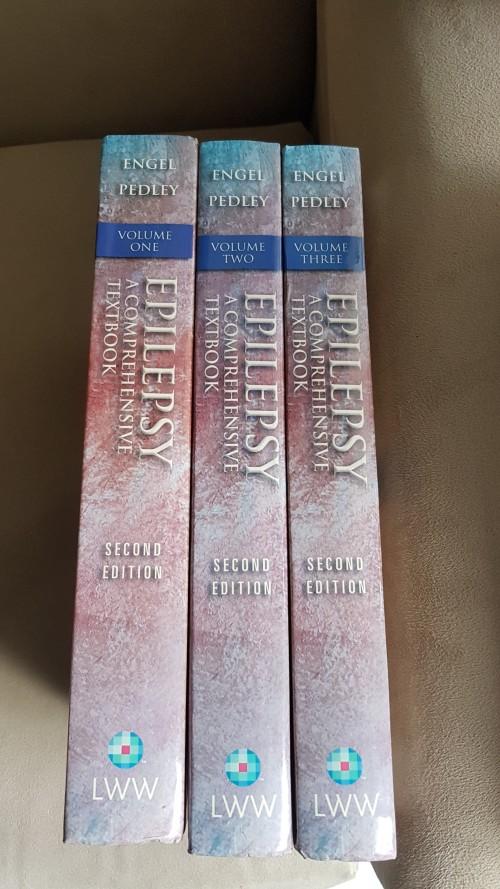 ENGEL
PEDLEY
VOLUME
ONE
EPILEPSY
A COMPREHENSIVE
TEXTBOOK
SECOND
EDITION
LWW
ENGEL
PEDLEY
VOLUME
TWO
EPILEPSY
A COMPREHENSIVE
TEXTBOOK
SECOND
EDITION
LWW
ENGEL
PEDLEY
VOLUME
THREE
EPILEPSY
A COMPREHENSIVE
TEXTBOOK
SECOND
EDITION
LWW